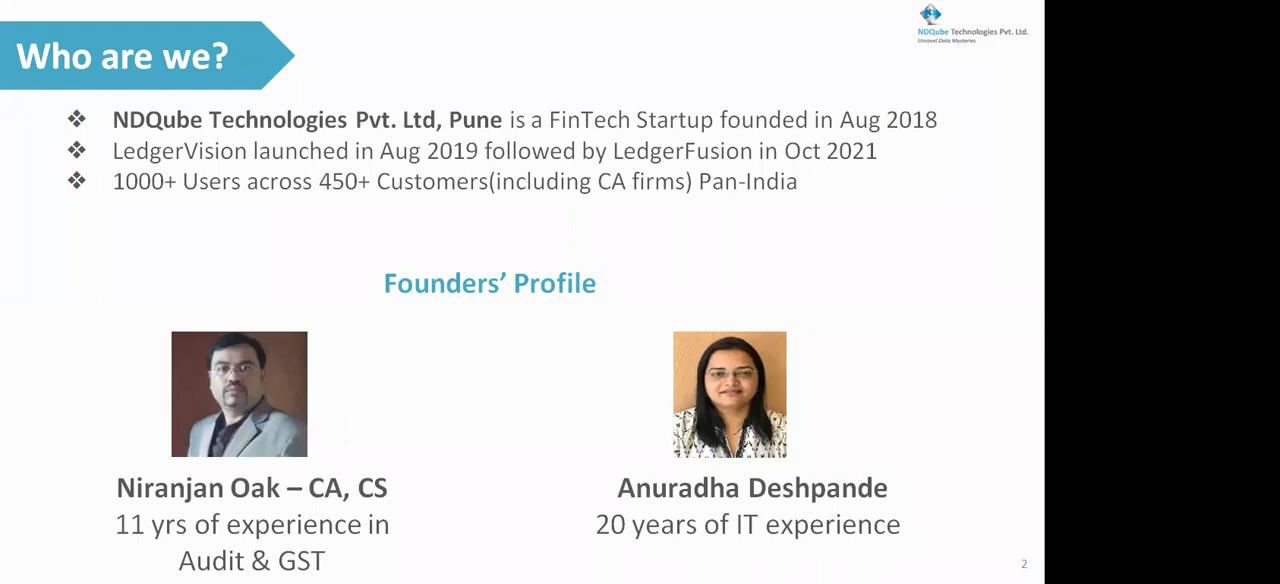 NDQube Technologies Pvt. Ltd.
Unravel Data Mysteries
Who are we?
❖ NDQube Technologies Pvt. Ltd, Pune is a FinTech Startup founded in Aug 2018
❖ LedgerVision launched in Aug 2019 followed by LedgerFusion in Oct 2021
❖ 1000+ Users across 450+ Customers(including CA firms) Pan-India
Founders’ Profile
Niranjan Oak – CA, CS
11 yrs of experience in
Audit & GST
Anuradha Deshpande
20 years of IT experience
2